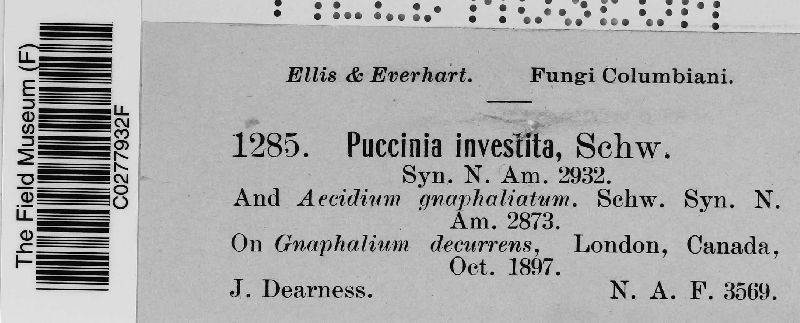 The Field Museum (F)
C0277932F
Ellis & Everhart. Fungi Columbiani.
1285. Puccinia investita, Schw.
Syn. N. Am. 2932.
And Aecidium gnaphaliatum. Schw. Syn. N.
Am. 2873.
On Gnaphalium decurrens, London, Canada,
Oct. 1897.
J. Dearness. N. A. F. 3569.